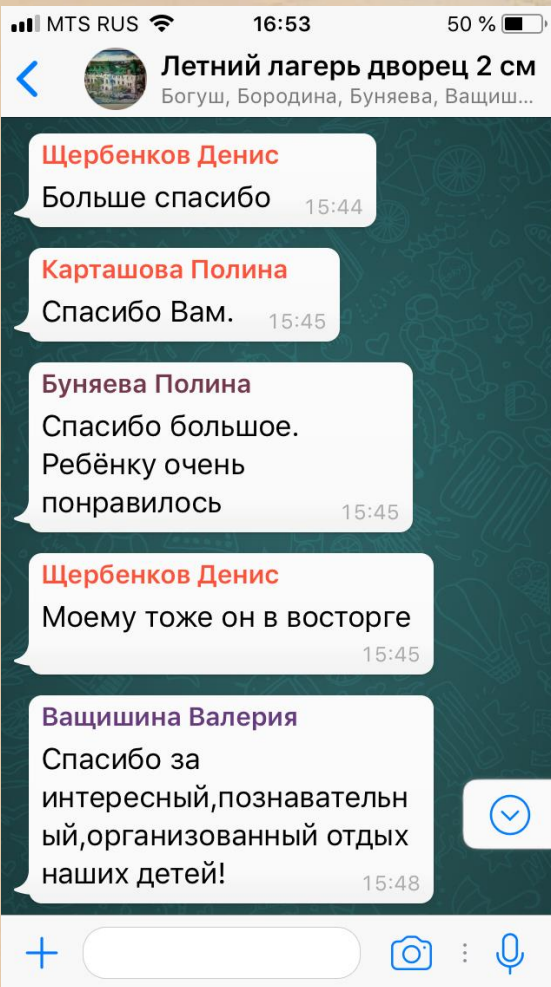 MTS RUS 16:53 50 %
Летний лагерь дворец 2 см
Богуш, Бородина, Буняева, Ващиш...
Щербенков Денис
Больше спасибо 15:44
Карташова Полина
Спасибо Вам. 15:45
Буняева Полина
Спасибо большое.
Ребёнку очень
понравилось 15:45
Щербенков Денис
Моему тоже он в восторге
15:45
Ващишина Валерия
Спасибо за
интересный,познавательн
ый,организованный отдых
наших детей! 15:48